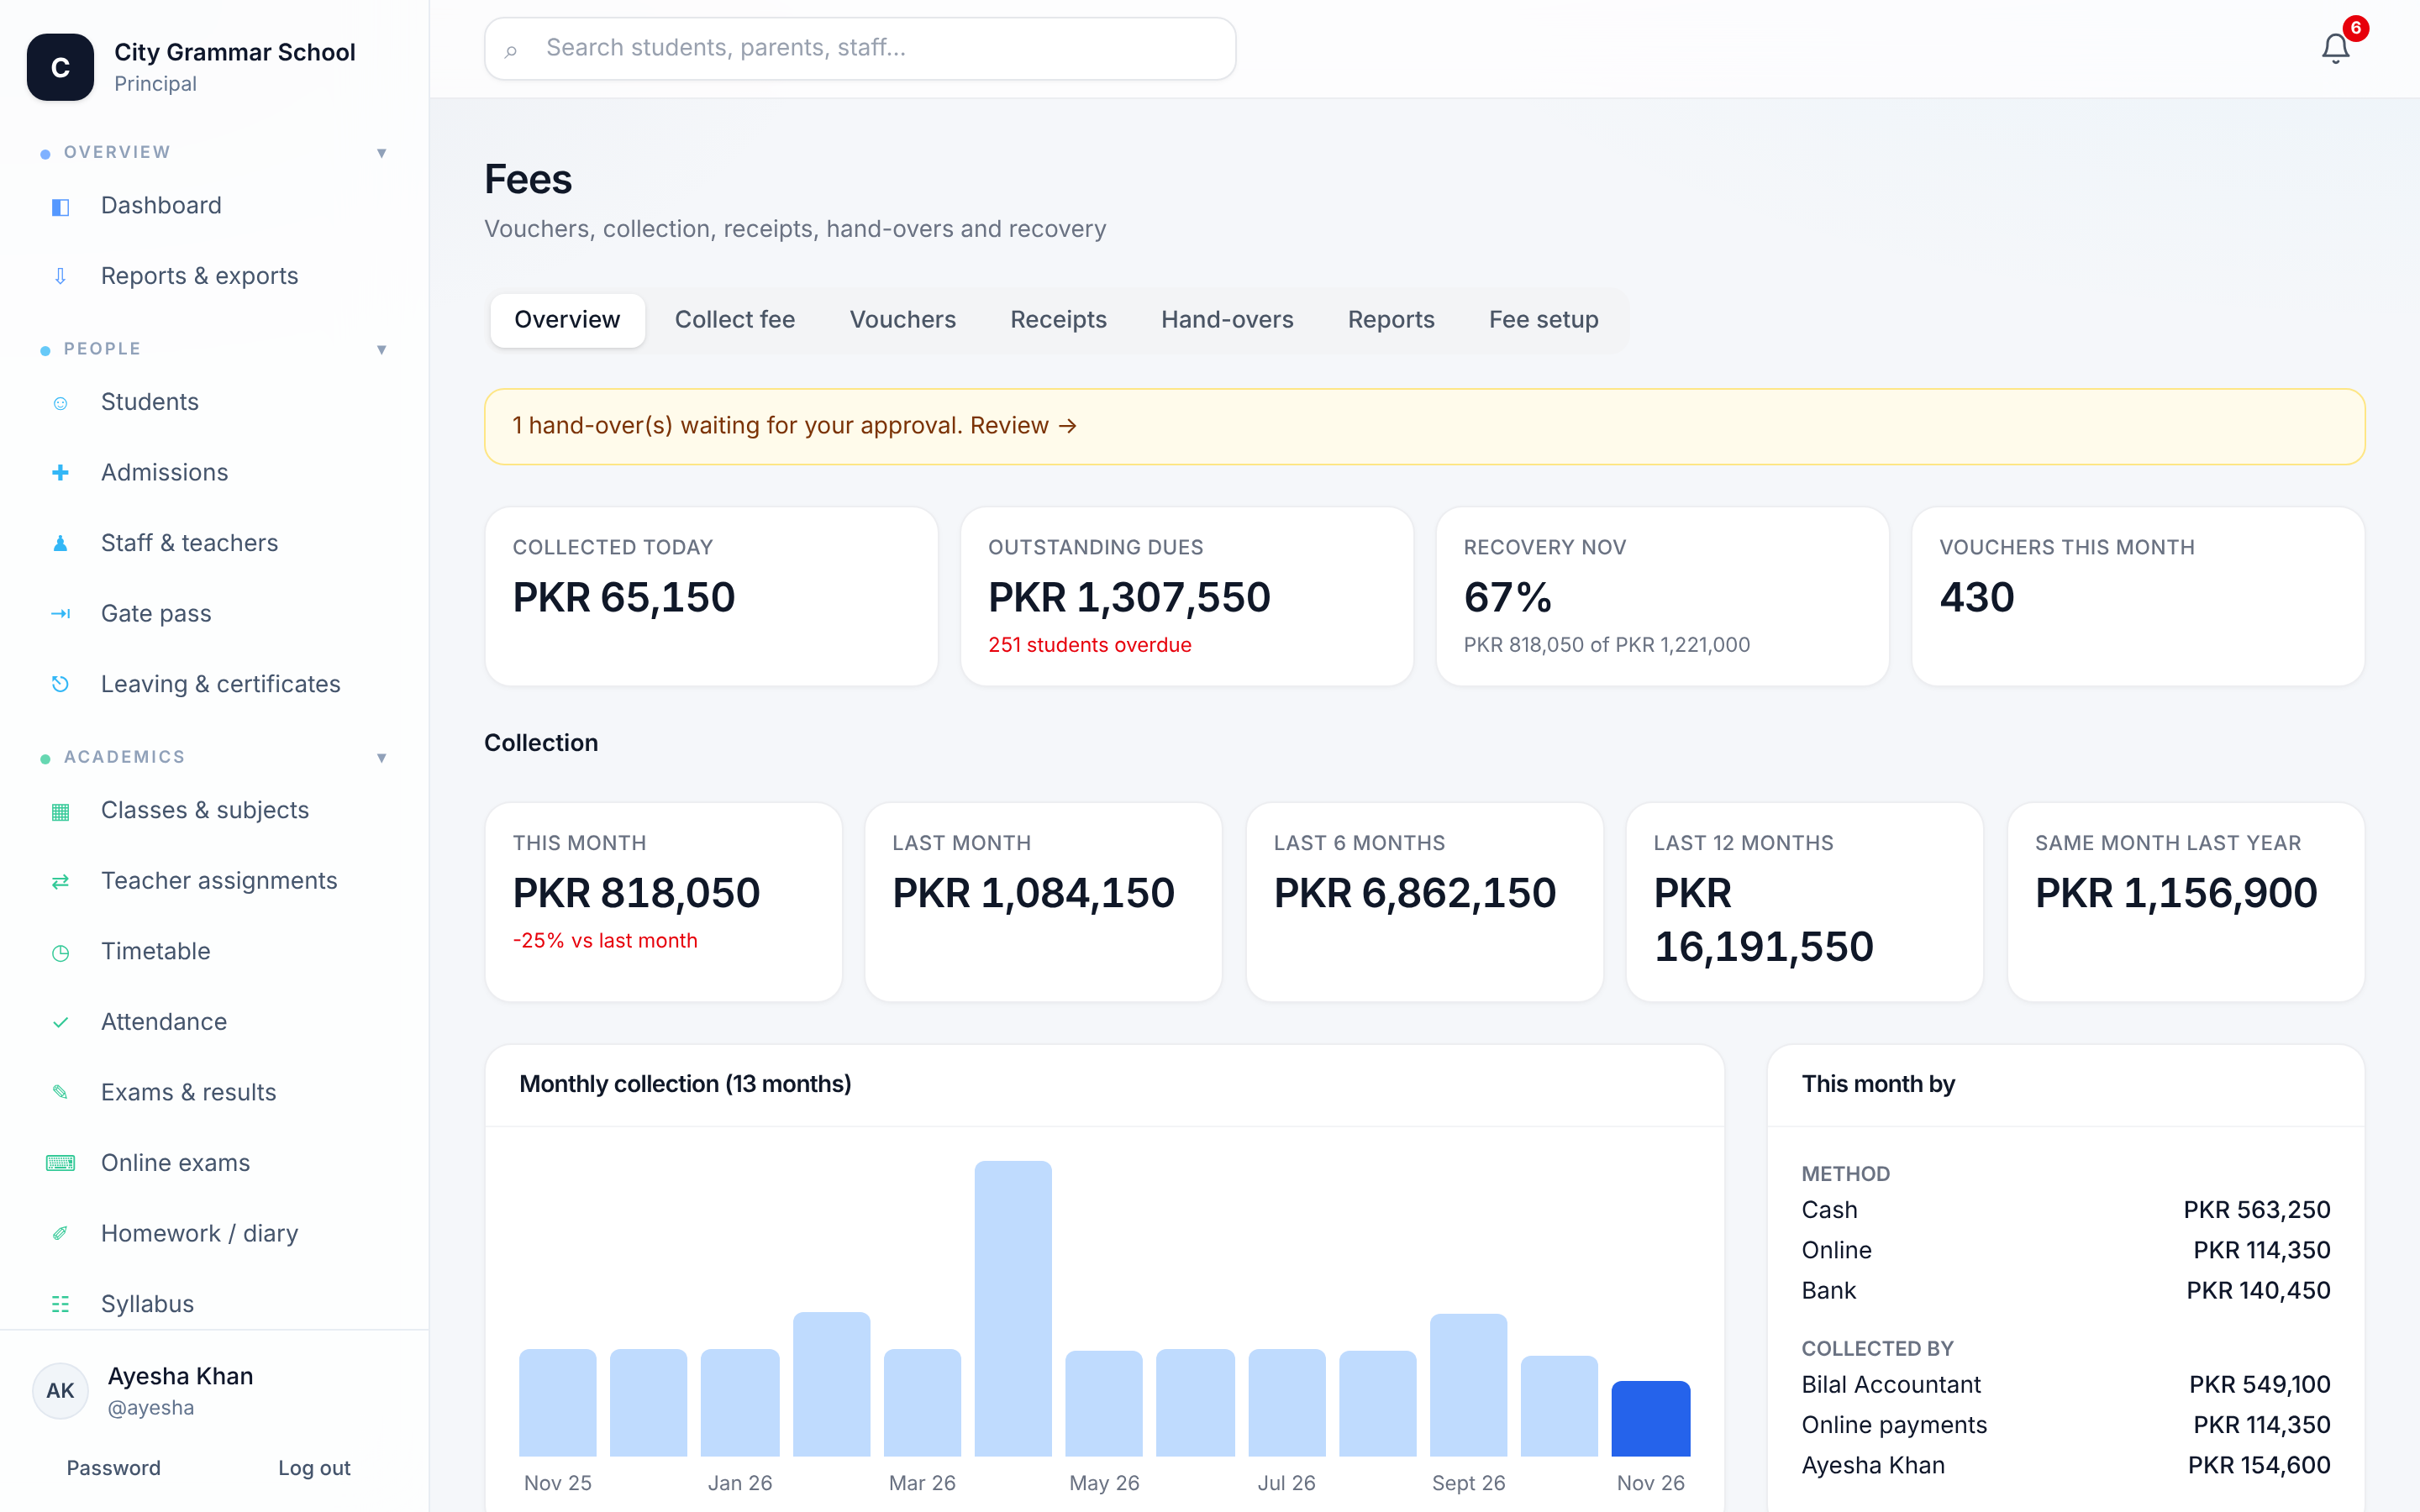 C
City Grammar School
Principal
OVERVIEW
Dashboard
Reports & exports
PEOPLE
Students
Admissions
Staff & teachers
Gate pass
Leaving & certificates
ACADEMICS
Classes & subjects
Teacher assignments
Timetable
Attendance
Exams & results
Online exams
Homework / diary
Syllabus
AK
Ayesha Khan
@ayesha
Password
Log out
Search students, parents, staff...
6
Fees
Vouchers, collection, receipts, hand-overs and recovery
Overview
Collect fee
Vouchers
Receipts
Hand-overs
Reports
Fee setup
1 hand-over(s) waiting for your approval. Review →
COLLECTED TODAY
PKR 65,150
OUTSTANDING DUES
PKR 1,307,550
251 students overdue
RECOVERY NOV
67%
PKR 818,050 of PKR 1,221,000
VOUCHERS THIS MONTH
430
Collection
THIS MONTH
PKR 818,050
-25% vs last month
LAST MONTH
PKR 1,084,150
LAST 6 MONTHS
PKR 6,862,150
LAST 12 MONTHS
PKR
16,191,550
SAME MONTH LAST YEAR
PKR 1,156,900
Monthly collection (13 months)
Nov 25
Jan 26
Mar 26
May 26
Jul 26
Sept 26
Nov 26
This month by
METHOD
Cash PKR 563,250
Online PKR 114,350
Bank PKR 140,450
COLLECTED BY
Bilal Accountant PKR 549,100
Online payments PKR 114,350
Ayesha Khan PKR 154,600